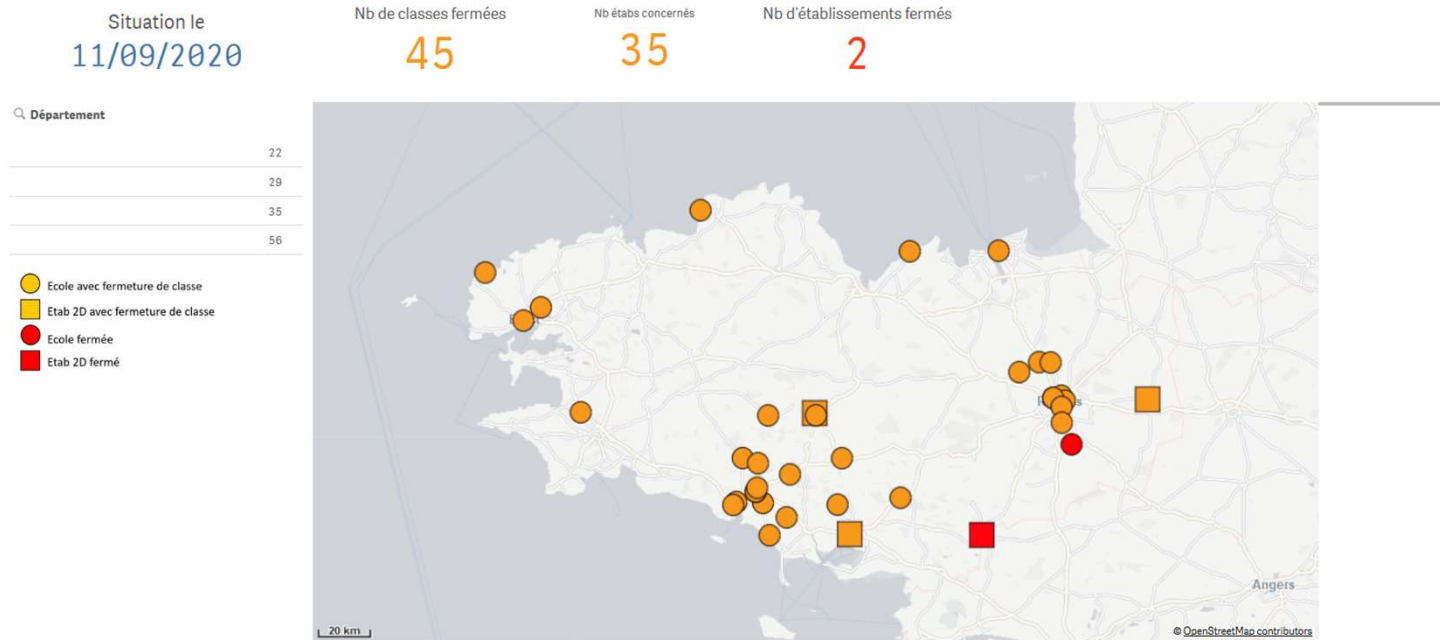 Situation le
11/09/2020
Nb de classes fermées
45
Nb étabs concernés
35
Nb d'établissements fermés
2
Département
22
29
35
56
Ecole avec fermeture de classe
Etab 2D avec fermeture de classe
Ecole fermée
Etab 2D fermé
Angers
20 km
© OpenStreetMap contributors